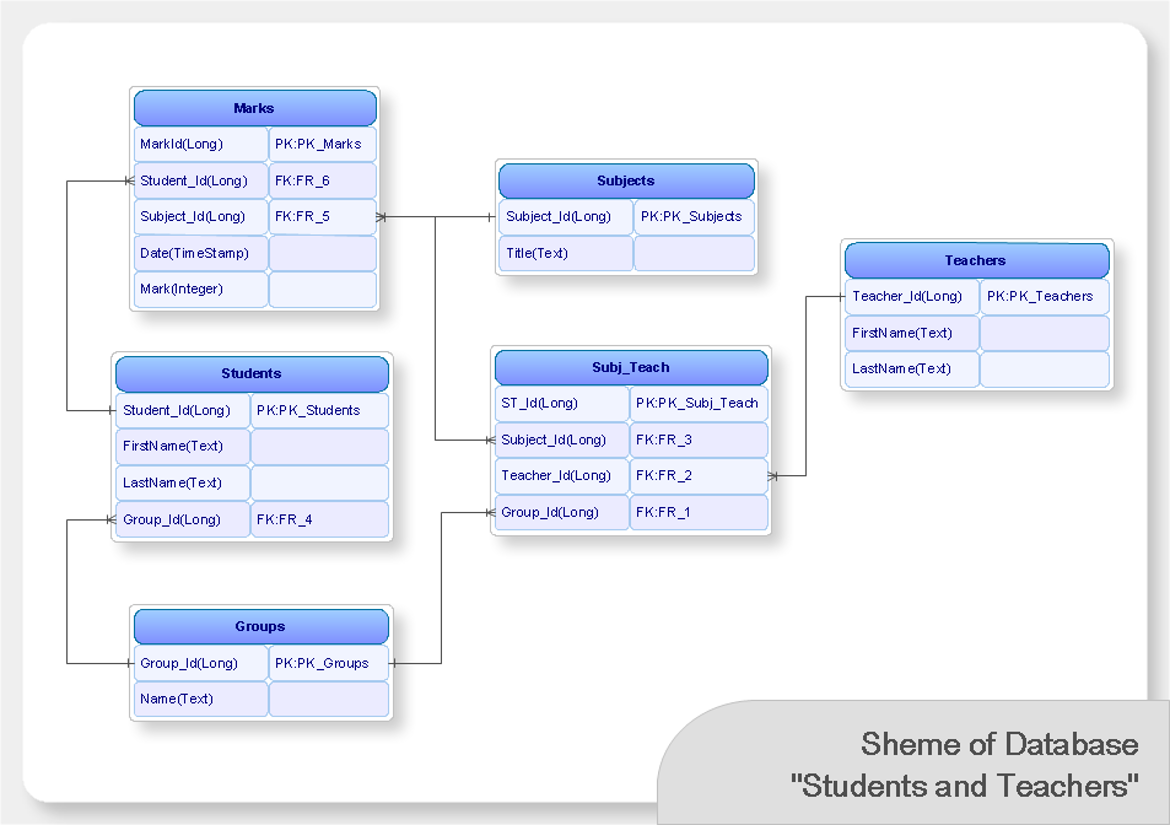 Marks
MarkId(Long) PK:PK_Marks
Student_Id(Long) FK:FR_6
Subject_Id(Long) FK:FR_5
Date(TimeStamp)
Mark(Integer)
Subjects
Subject_Id(Long) PK:PK_Subjects
Title(Text)
Teachers
Teacher_Id(Long) PK:PK_Teachers
FirstName(Text)
LastName(Text)
Students
Student_Id(Long) PK:PK_Students
FirstName(Text)
LastName(Text)
Group_Id(Long) FK:FR_4
Subj_Teach
ST_Id(Long) PK:PK_Subj_Teach
Subject_Id(Long) FK:FR_3
Teacher_Id(Long) FK:FR_2
Group_Id(Long) FK:FR_1
Groups
Group_Id(Long) PK:PK_Groups
Name(Text)
Sheme of Database
"Students and Teachers"